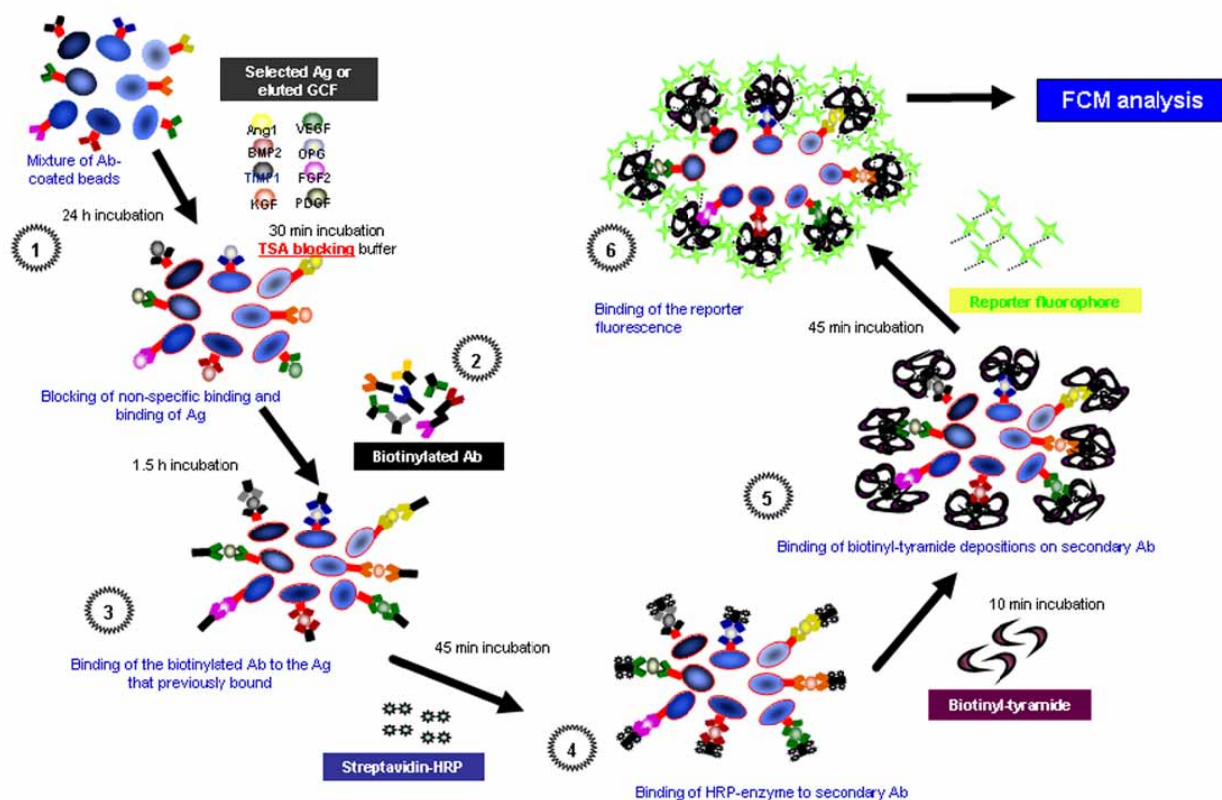 Mixture of Ab-
coated beads
Selected Ag or
eluted GCF
Ang1 VEGF
BMP2 OPG
TIMP1 FGF2
KGF PDGF
24 h incubation
30 min incubation
TSA blocking buffer
1
Blocking of non-specific binding and
binding of Ag
2
Biotinylated Ab
1.5 h incubation
3
Binding of the biotinylated Ab to the Ag
that previously bound
45 min incubation
Streptavidin-HRP
4
Binding of HRP-enzyme to secondary Ab
10 min incubation
Biotinyl-tyramide
5
Binding of biotinyl-tyramide depositions on secondary Ab
45 min incubation
Reporter fluorophore
6
Binding of the reporter
fluorescence
FCM analysis